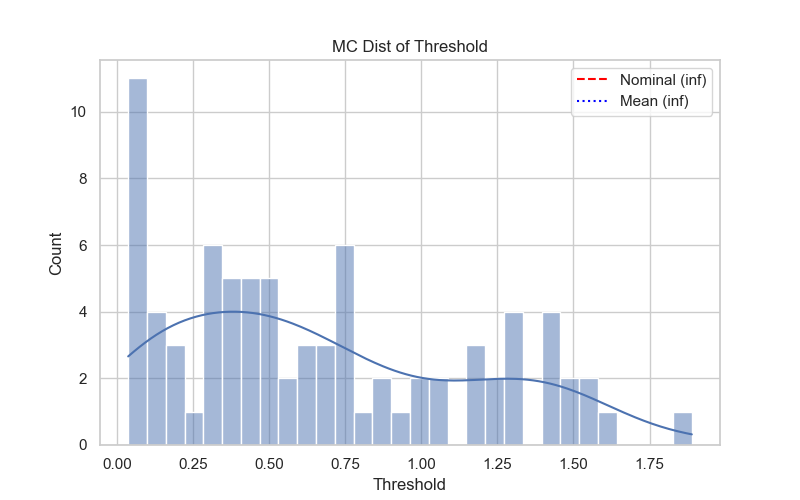 MC Dist of Threshold
Nominal (inf)
Mean (inf)
10
8
6
4
2
0
Count
0.00 0.25 0.50 0.75 1.00 1.25 1.50 1.75
Threshold